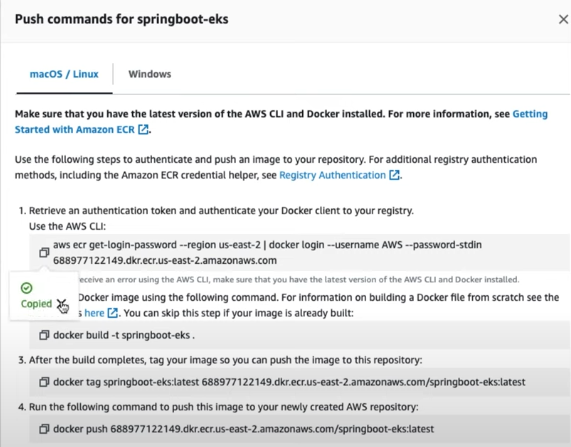 Push commands for springboot-eks
macOS / Linux
Windows
Make sure that you have the latest version of the AWS CLI and Docker installed. For more information, see Getting
Started with Amazon ECR.
Use the following steps to authenticate and push an image to your repository. For additional registry authentication
methods, including the Amazon ECR credential helper, see Registry Authentication.
1. Retrieve an authentication token and authenticate your Docker client to your registry.
Use the AWS CLI:
aws ecr get-login-password --region us-east-2 | docker login --username AWS --password-stdin
688977122149.dkr.ecr.us-east-2.amazonaws.com
eceive an error using the AWS CLI, make sure that you have the latest version of the AWS CLI and Docker installed.
Copied
Docker image using the following command. For information on building a Docker file from scratch see the
s here. You can skip this step if your image is already built:
docker build -t springboot-eks .
3. After the build completes, tag your image so you can push the image to this repository:
docker tag springboot-eks:latest 688977122149.dkr.ecr.us-east-2.amazonaws.com/springboot-eks:latest
4. Run the following command to push this image to your newly created AWS repository:
docker push 688977122149.dkr.ecr.us-east-2.amazonaws.com/springboot-eks:latest